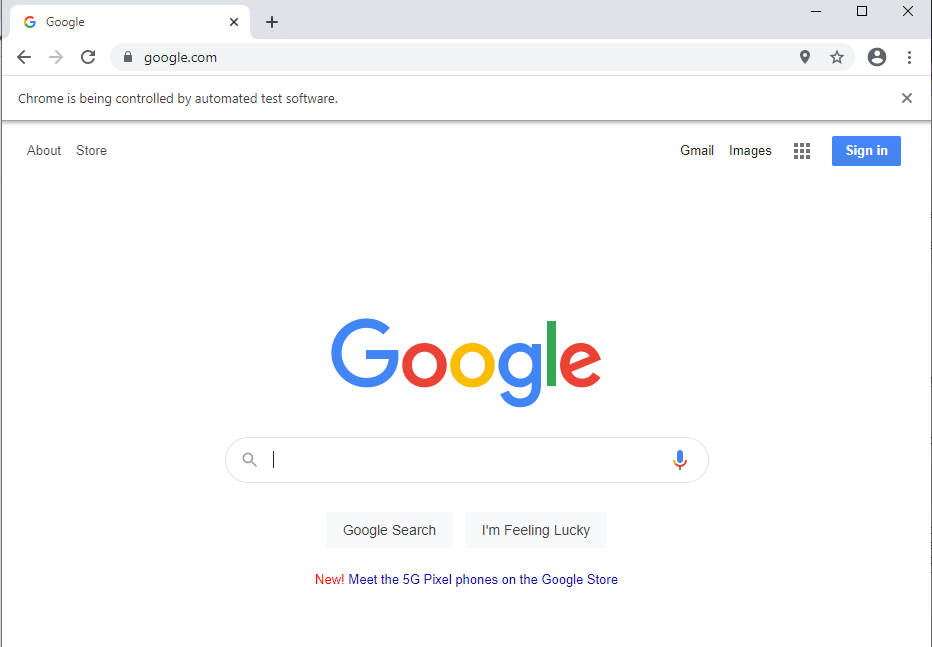 Google
google.com
Chrome is being controlled by automated test software.
About Store Gmail Images Sign in
Google
Google Search I'm Feeling Lucky
New! Meet the 5G Pixel phones on the Google Store